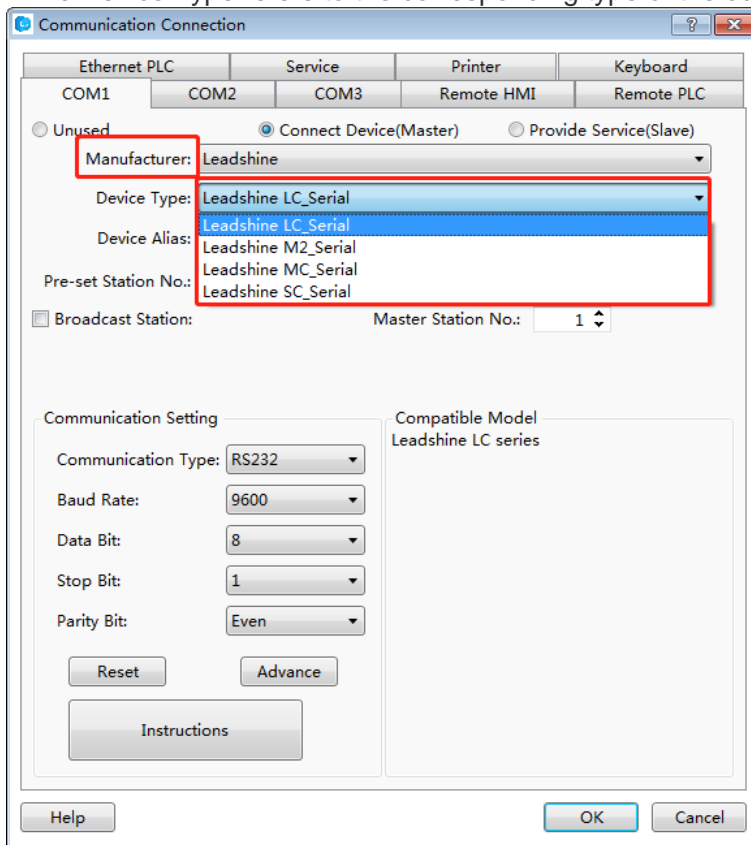 Communication Connection
Ethernet PLC Service Printer Keyboard
COM1 COM2 COM3 Remote HMI Remote PLC
Unused Connect Device(Master) Provide Service(Slave)
Manufacturer: Leadshine
Device Type: Leadshine LC_Serial
Leadshine LC_Serial
Device Alias: Leadshine M2_Serial
Leadshine MC_Serial
Pre-set Station No.: Leadshine SC_Serial
Broadcast Station: Master Station No.: 1
Communication Setting
Compatible Model
Leadshine LC series
Communication Type: RS232
Baud Rate: 9600
Data Bit: 8
Stop Bit: 1
Parity Bit: Even
Reset Advance
Instructions
Help OK Cancel